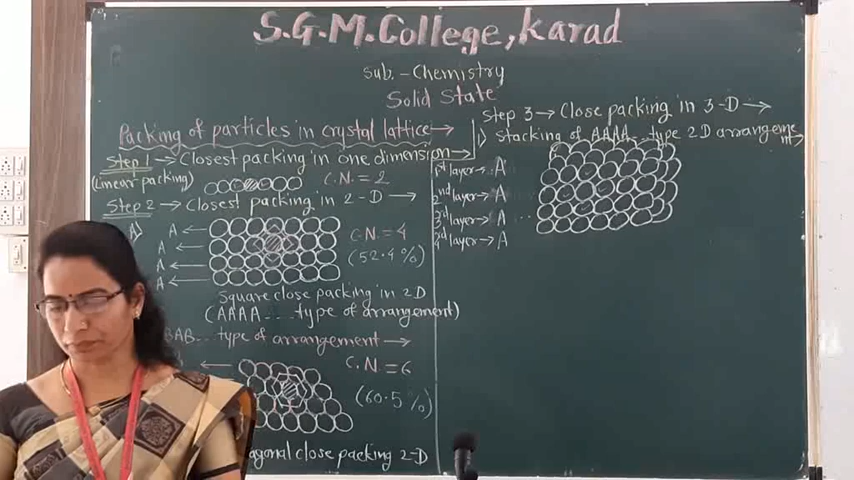 S.G.M.College, Karad
Sub. - Chemistry
Solid State
Packing of particles in crystal lattice →
Step 1 → Closest packing in one dimension →
(Linear packing) C.N. = 2
Step 2 → Closest packing in 2-D →
A)
A ←
A ←
A ←
A ←
C.N. = 4
(52.4%)
Square close packing in 2D
(AAAA.... type of arrangement)
BAB... type of arrangement →
C.N. = 6
(60.5%)
agonal close packing 2-D
Step 3 → Close packing in 3-D →
i) Stacking of AAAA... type 2D arrangeme
nt →
1st layer → A
2nd layer → A
3rd layer → A
3rd layer → A